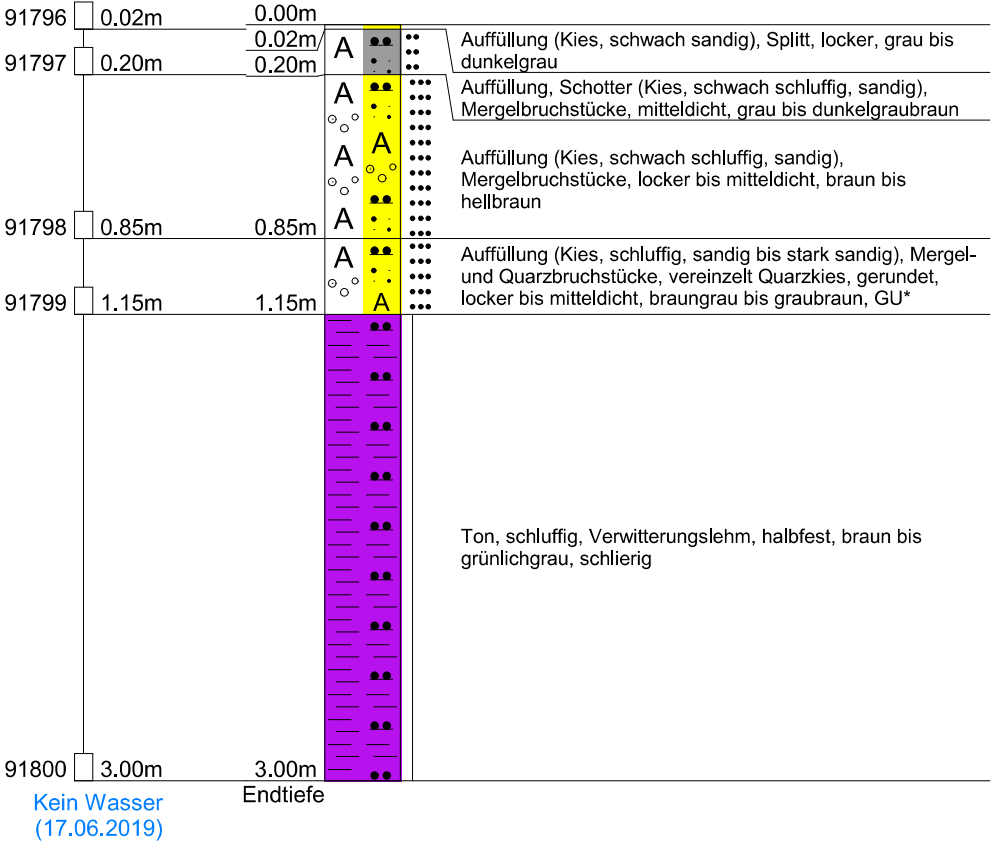 91796 0.02m 0.00m
0.02m
A
Auffüllung (Kies, schwach sandig), Splitt, locker, grau bis
dunkelgrau
91797 0.20m 0.20m
A
Auffüllung, Schotter (Kies, schwach schluffig, sandig),
Mergelbruchstücke, mitteldicht, grau bis dunkelgraubraun
A
A
Auffüllung (Kies, schwach schluffig, sandig),
Mergelbruchstücke, locker bis mitteldicht, braun bis
hellbraun
A
91798 0.85m 0.85m
A
Auffüllung (Kies, schluffig, sandig bis stark sandig), Mergel-
und Quarzbruchstücke, vereinzelt Quarzkies, gerundet,
locker bis mitteldicht, braungrau bis graubraun, GU*
91799 1.15m 1.15m A
Ton, schluffig, Verwitterungslehm, halbfest, braun bis
grünlichgrau, schlierig
91800 3.00m 3.00m
Endtiefe
Kein Wasser
(17.06.2019)